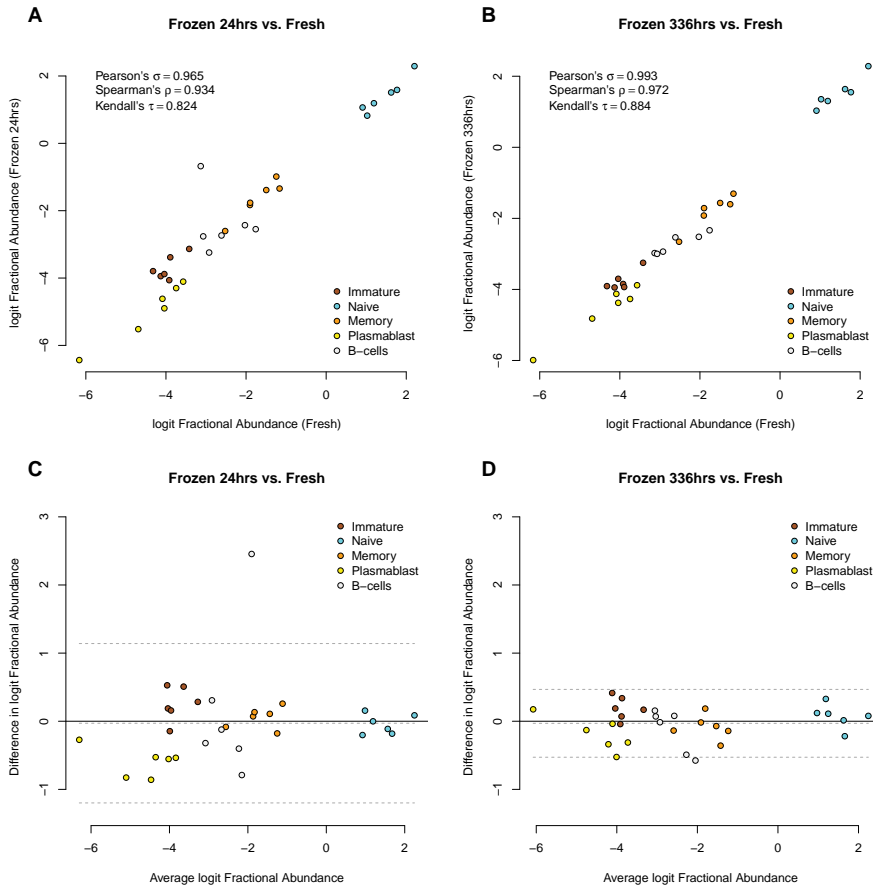 A
Frozen 24hrs vs. Fresh
Pearson's σ = 0.965
Spearman's ρ = 0.934
Kendall's τ = 0.824
logit Fractional Abundance (Frozen 24hrs)
2
0
−2
−4
−6
Immature
Naive
Memory
Plasmablast
B−cells
−6 −4 −2 0 2
logit Fractional Abundance (Fresh)
B
Frozen 336hrs vs. Fresh
Pearson's σ = 0.993
Spearman's ρ = 0.972
Kendall's τ = 0.884
logit Fractional Abundance (Frozen 336hrs)
2
0
−2
−4
−6
Immature
Naive
Memory
Plasmablast
B−cells
−6 −4 −2 0 2
logit Fractional Abundance (Fresh)
C
Frozen 24hrs vs. Fresh
Difference in logit Fractional Abundance
3
2
1
0
−1
Immature
Naive
Memory
Plasmablast
B−cells
−6 −4 −2 0 2
Average logit Fractional Abundance
D
Frozen 336hrs vs. Fresh
Difference in logit Fractional Abundance
3
2
1
0
−1
Immature
Naive
Memory
Plasmablast
B−cells
−6 −4 −2 0 2
Average logit Fractional Abundance